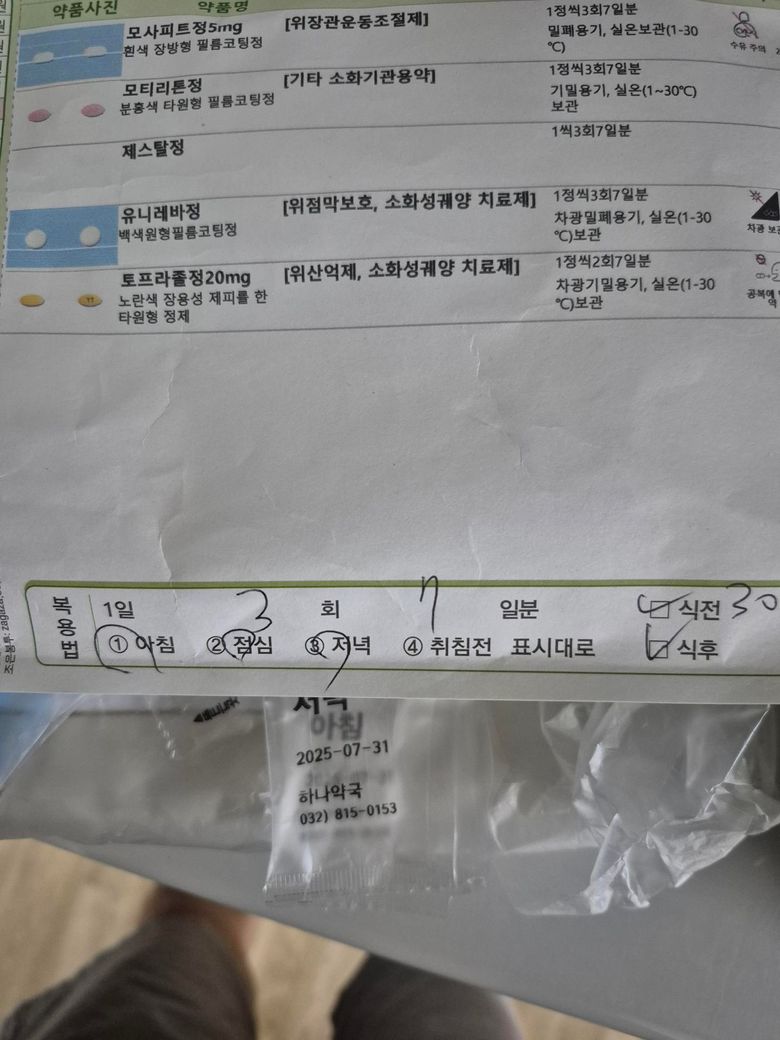 약품사진 약품명
모사피트정5mg [위장관운동조절제] 1정씩3회7일분
흰색 장방형 필름코팅정 밀폐용기, 실온보관(1-30
℃)
수유 주의
모티리톤정 [기타 소화기관용약] 1정씩3회7일분
분홍색 타원형 필름코팅정 기밀용기, 실온(1~30℃)
보관
제스탈정 1씩3회7일분
유니레바정 [위점막보호, 소화성궤양 치료제] 1정씩3회7일분
백색원형필름코팅정 차광밀폐용기, 실온(1-30
℃)보관
차광 보
토프라졸정20mg [위산억제, 소화성궤양 치료제] 1정씩2회7일분
노란색 장용성 제피를 한 차광기밀용기, 실온(1-30
타원형 정제 ℃)보관
공복에
조은봉투: zagaza
복용법
1일 3 회 7 일분 식전 30
① 아침 ② 점심 ③ 저녁 ④ 취침전 표시대로 식후
저녁
아침
2025-07-31
하나약국
032) 815-0153